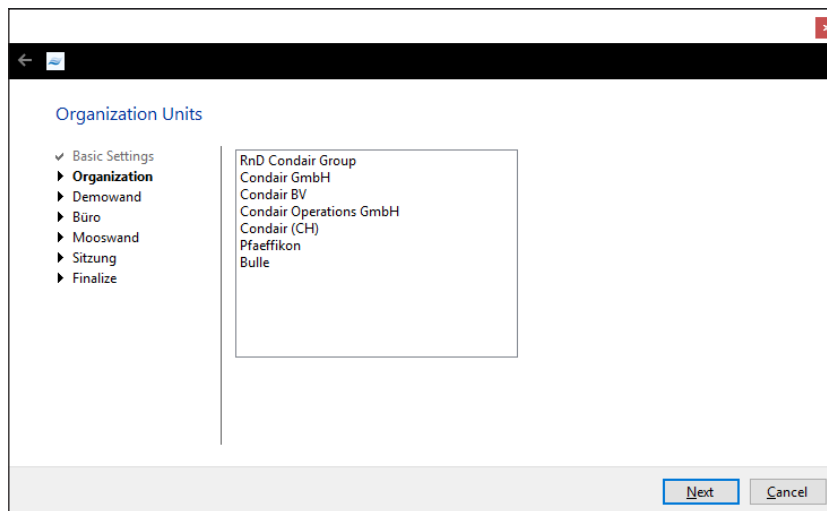 Organization Units
Basic Settings
Organization
Demowand
Büro
Mooswand
Sitzung
Finalize
RnD Condair Group
Condair GmbH
Condair BV
Condair Operations GmbH
Condair (CH)
Pfaeffikon
Bulle
Next
Cancel